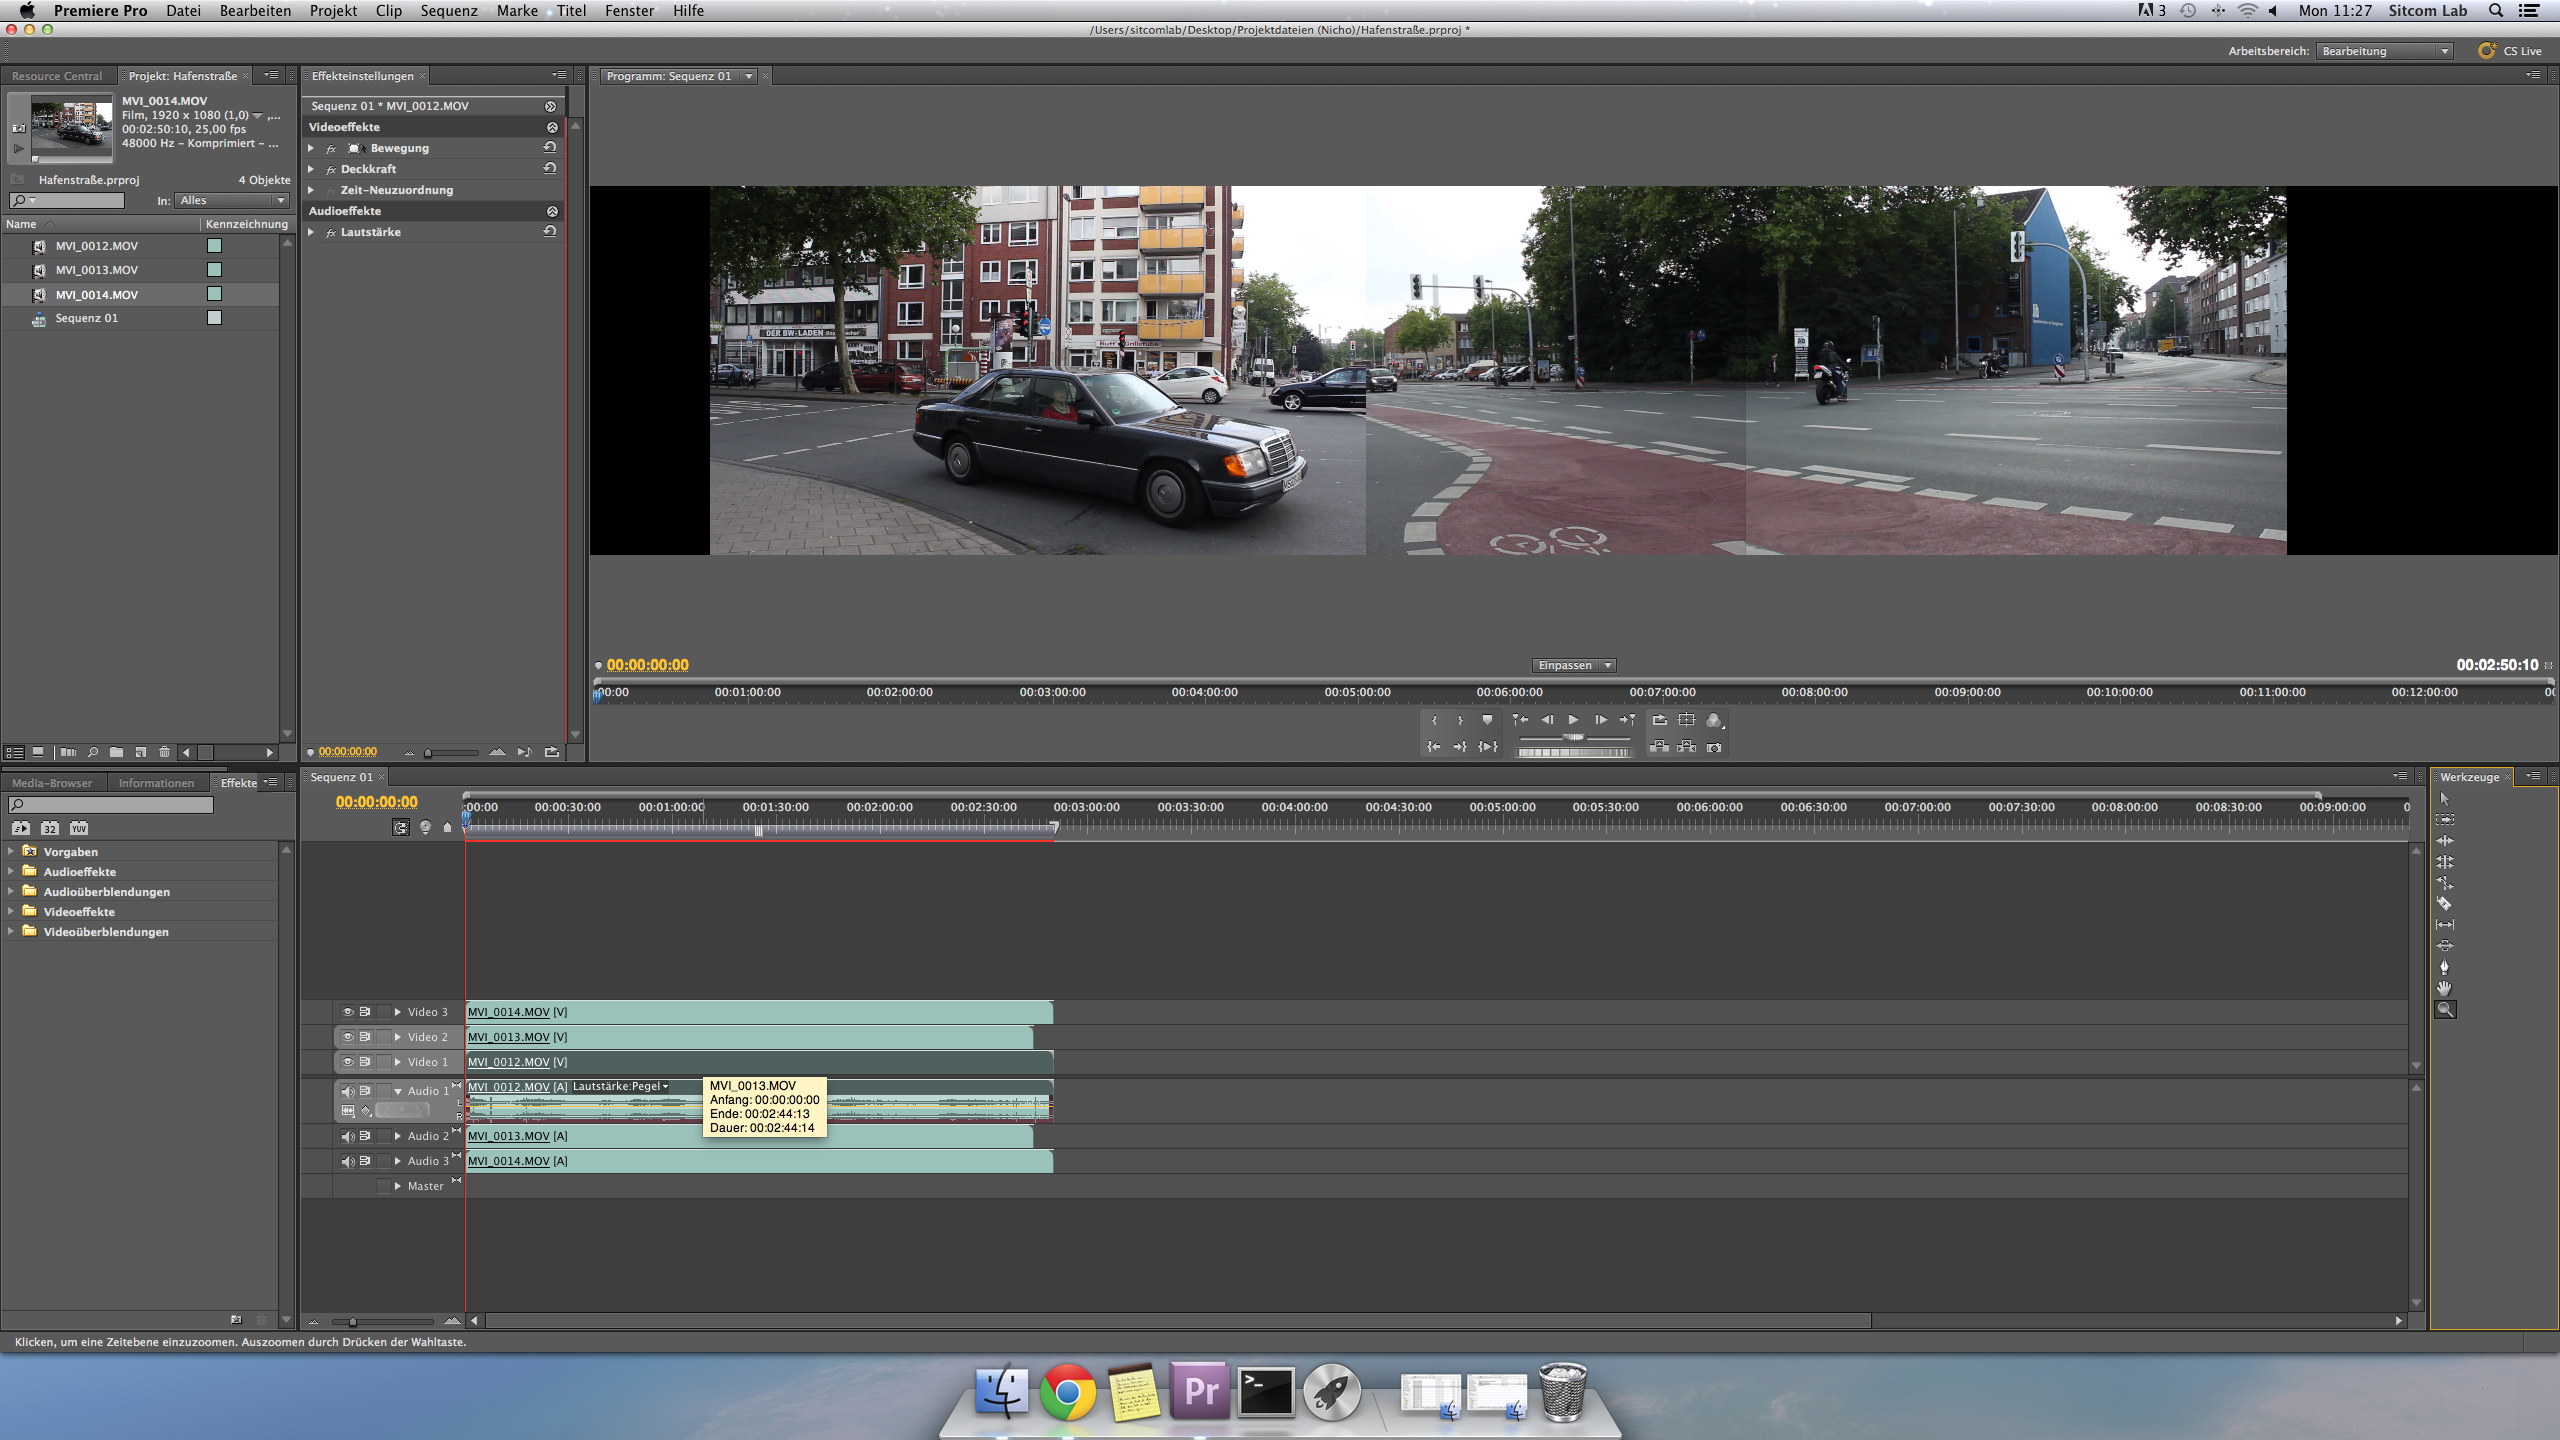 Premiere Pro Datei Bearbeiten Projekt Clip Sequenz Marke Titel Fenster Hilfe
3 Mon 11:27 Sitcom Lab
/Users/sitcomlab/Desktop/Projektdateien (Nicho)/Hafenstraße.prproj *
Arbeitsbereich: Bearbeitung CS Live
Resource Central Projekt: Hafenstraße
MVI_0014.MOV
Film, 1920 x 1080 (1,0) ,...
00:02:50:10, 25,00 fps
48000 Hz – Komprimiert – ...
Hafenstraße.prproj 4 Objekte
In: Alles
Name Kennzeichnung
MVI_0012.MOV
MVI_0013.MOV
MVI_0014.MOV
Sequenz 01
Effekteinstellungen
Sequenz 01 * MVI_0012.MOV
Videoeffekte
fx Bewegung
fx Deckkraft
Zeit-Neuzuordnung
Audioeffekte
fx Lautstärke
00:00:00:00
Programm: Sequenz 01
DER BW-LADEN
00:00:00:00 Einpassen 00:02:50:10
00:00 00:01:00:00 00:02:00:00 00:03:00:00 00:04:00:00 00:05:00:00 00:06:00:00 00:07:00:00 00:08:00:00 00:09:00:00 00:10:00:00 00:11:00:00 00:12:00:00
Media-Browser Informationen Effekte
32 YUV
Vorgaben
Audioeffekte
Audioüberblendungen
Videoeffekte
Videoüberblendungen
Sequenz 01
00:00:00:00
:00:00 00:00:30:00 00:01:00:00 00:01:30:00 00:02:00:00 00:02:30:00 00:03:00:00 00:03:30:00 00:04:00:00 00:04:30:00 00:05:00:00 00:05:30:00 00:06:00:00 00:06:30:00 00:07:00:00 00:07:30:00 00:08:00:00 00:08:30:00 00:09:00:00 0
Video 3 MVI_0014.MOV [V]
Video 2 MVI_0013.MOV [V]
Video 1 MVI_0012.MOV [V]
Audio 1 MVI_0012.MOV [A] Lautstärke:Pegel
L
R
MVI_0013.MOV
Anfang: 00:00:00:00
Ende: 00:02:44:13
Dauer: 00:02:44:14
Audio 2 MVI_0013.MOV [A]
Audio 3 MVI_0014.MOV [A]
Master
Werkzeuge
Klicken, um eine Zeitebene einzuzoomen. Auszoomen durch Drücken der Wahltaste.
Pr